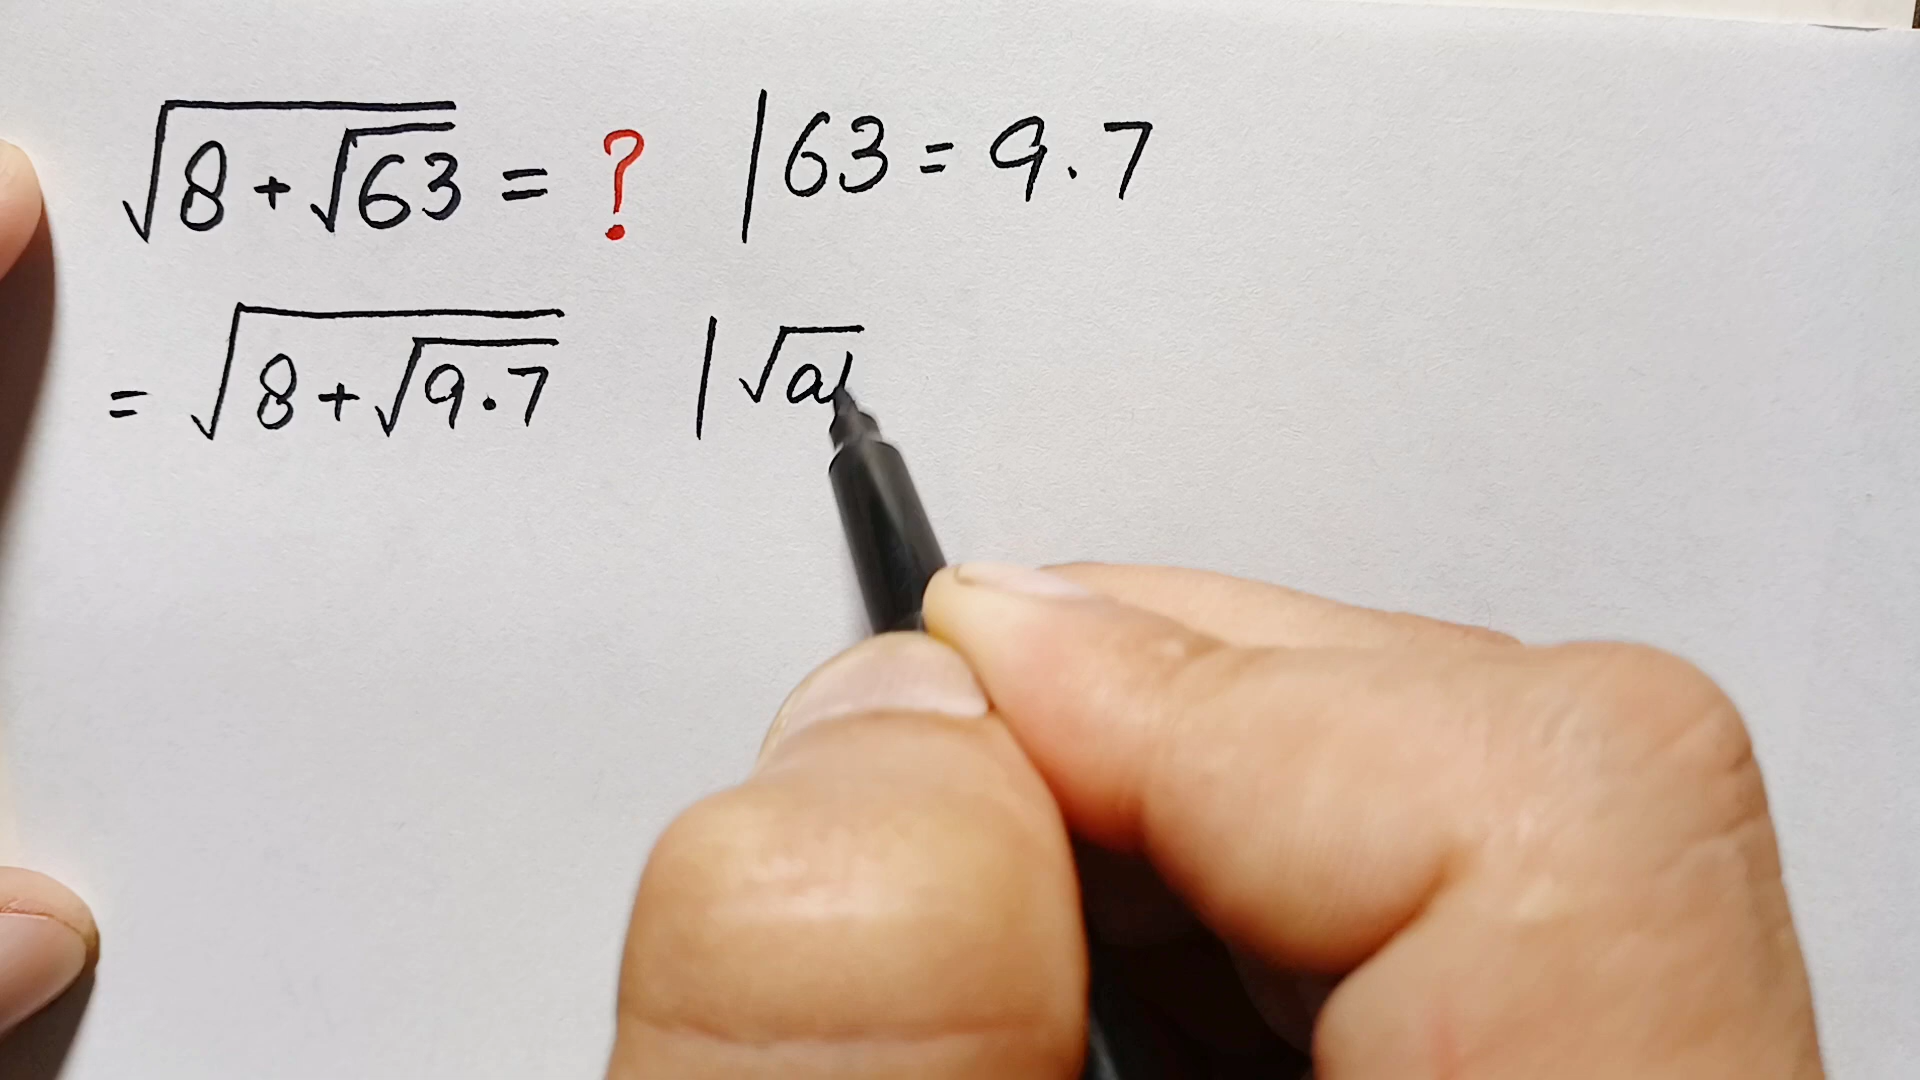 √(8 + √63) = ? | 63 = 9 · 7
= √(8 + √(9 · 7)) | √a